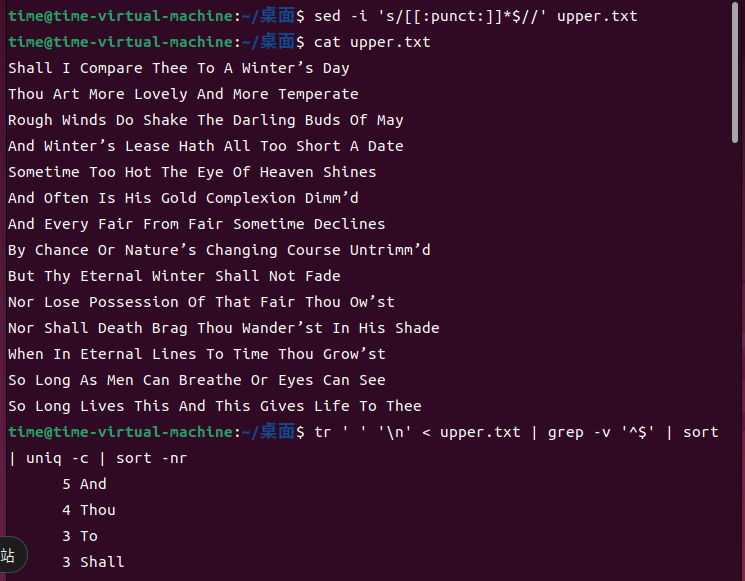 time@time-virtual-machine:~/桌面$ sed -i 's/[[:punct:]]*$//' upper.txt
time@time-virtual-machine:~/桌面$ cat upper.txt
Shall I Compare Thee To A Winter’s Day
Thou Art More Lovely And More Temperate
Rough Winds Do Shake The Darling Buds Of May
And Winter’s Lease Hath All Too Short A Date
Sometime Too Hot The Eye Of Heaven Shines
And Often Is His Gold Complexion Dimm’d
And Every Fair From Fair Sometime Declines
By Chance Or Nature’s Changing Course Untrimm’d
But Thy Eternal Winter Shall Not Fade
Nor Lose Possession Of That Fair Thou Ow’st
Nor Shall Death Brag Thou Wander’st In His Shade
When In Eternal Lines To Time Thou Grow’st
So Long As Men Can Breathe Or Eyes Can See
So Long Lives This And This Gives Life To Thee
time@time-virtual-machine:~/桌面$ tr ' ' '\n' < upper.txt | grep -v '^$' | sort
| uniq -c | sort -nr
5 And
4 Thou
3 To
站
3 Shall